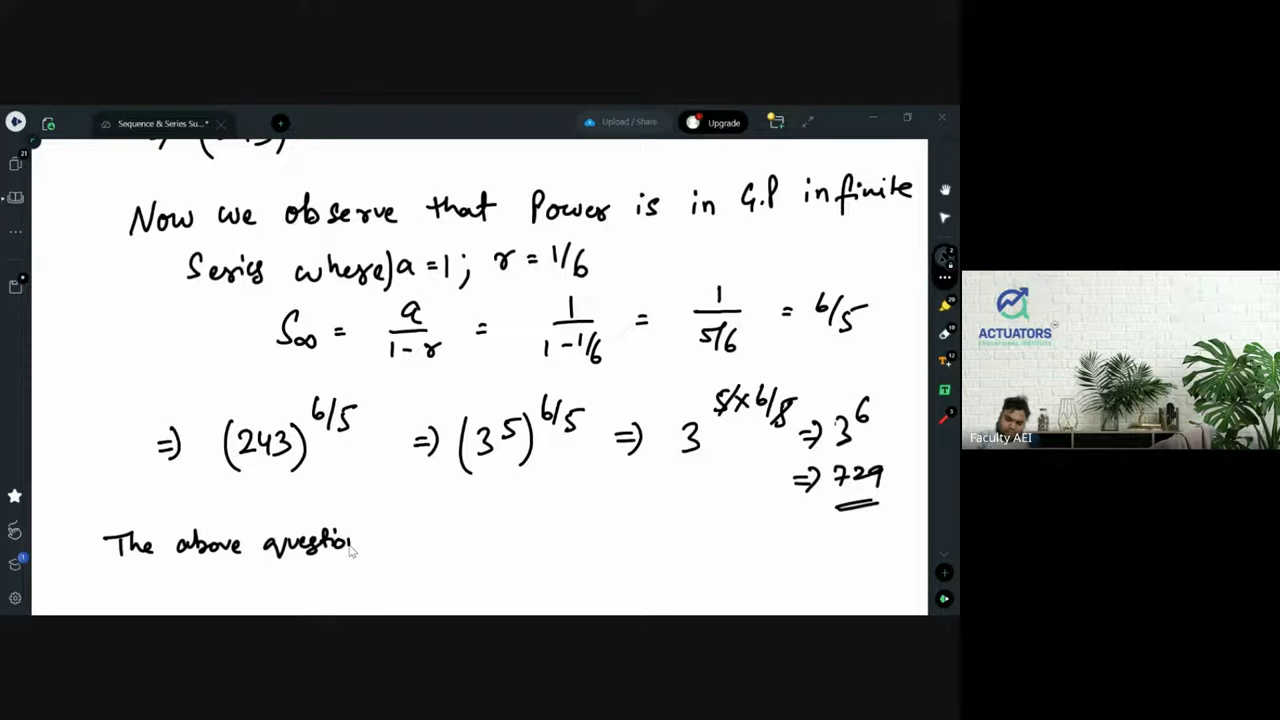 Sequence & Series Su...*
Upload / Share
Upgrade
Now we observe that Power is in G.P infinite
Series where) a = 1 ; r = 1/6
S∞ = a/(1 - r) = 1/(1 - 1/6) = 1/(5/6) = 6/5
=> (243)^(6/5) => (3^5)^(6/5) => 3^(5 x 6/5) => 3^6
=> 729
The above question
ACTUATORS
Faculty AEI